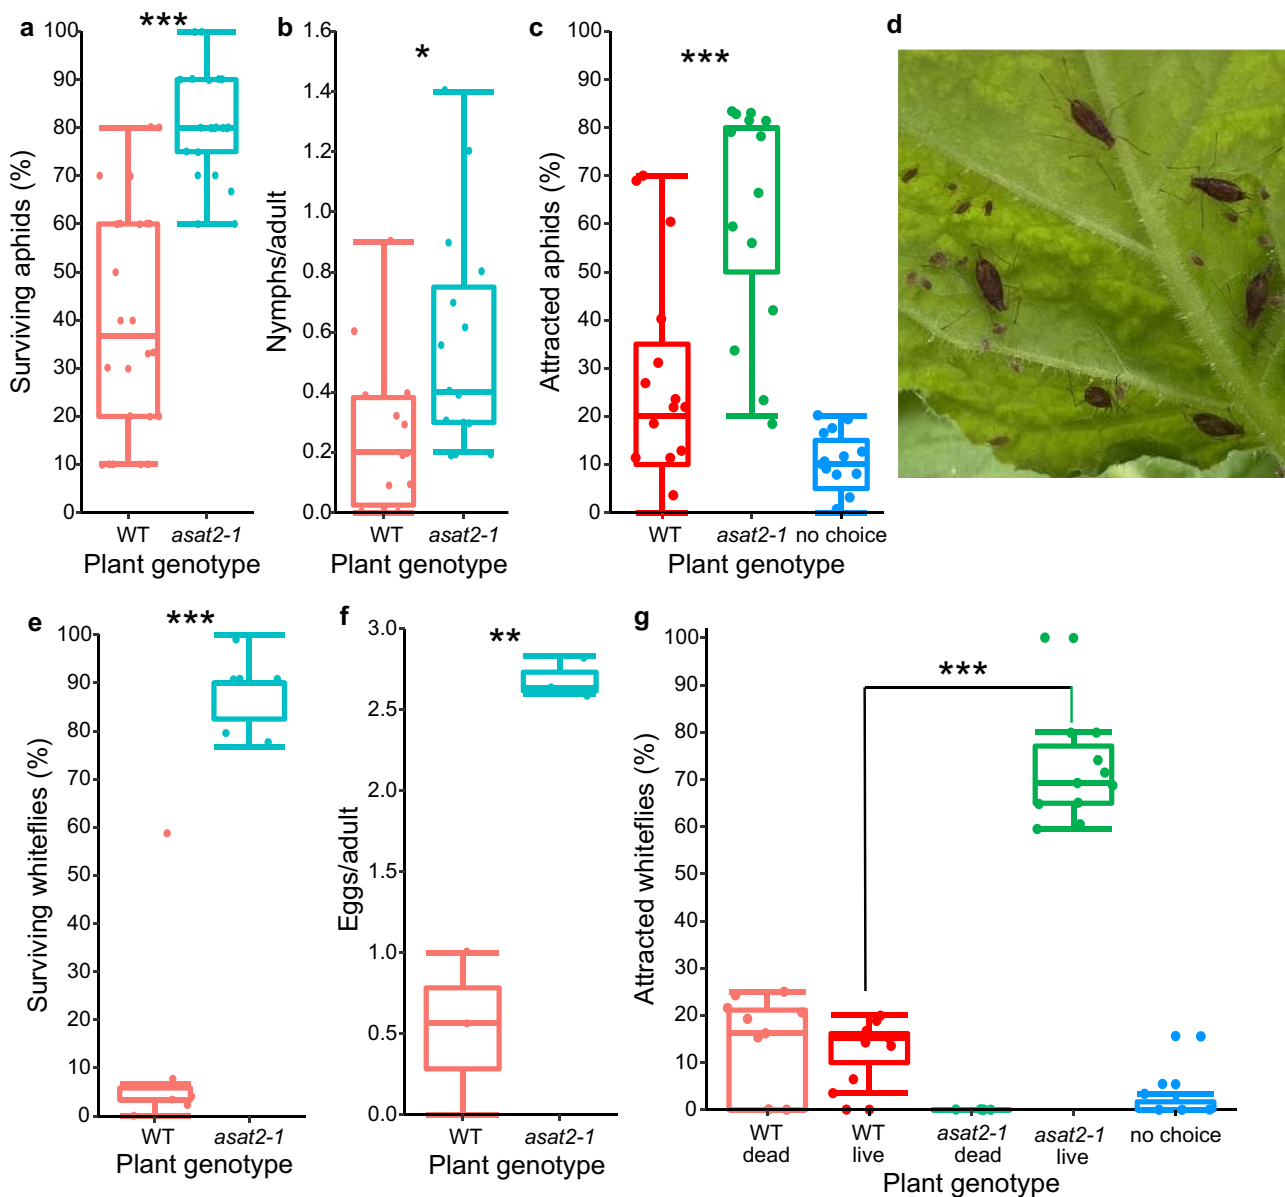 a
***
100
90
80
70
60
50
40
30
20
10
0
Surviving aphids (%)
WT asat2-1
Plant genotype
b
*
1.6
1.4
1.2
1.0
0.8
0.6
0.4
0.2
0.0
Nymphs/adult
WT asat2-1
Plant genotype
c
***
100
90
80
70
60
50
40
30
20
10
0
Attracted aphids (%)
WT asat2-1 no choice
Plant genotype
d
e
***
100
90
80
70
60
50
40
30
20
10
0
Surviving whiteflies (%)
WT asat2-1
Plant genotype
f
**
3.0
2.5
2.0
1.5
1.0
0.5
0.0
Eggs/adult
WT asat2-1
Plant genotype
g
***
100
90
80
70
60
50
40
30
20
10
0
Attracted whiteflies (%)
WT dead
WT live
asat2-1 dead
asat2-1 live
no choice
Plant genotype